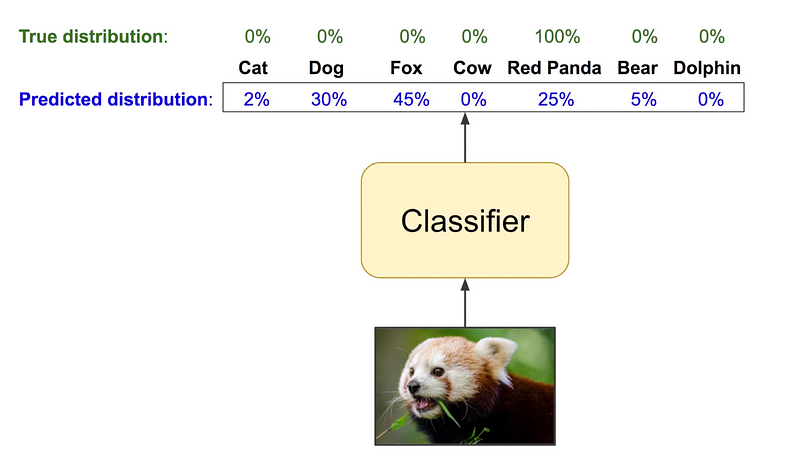 True distribution: 0% 0% 0% 0% 100% 0% 0%
Cat Dog Fox Cow Red Panda Bear Dolphin
Predicted distribution: 2% 30% 45% 0% 25% 5% 0%
Classifier